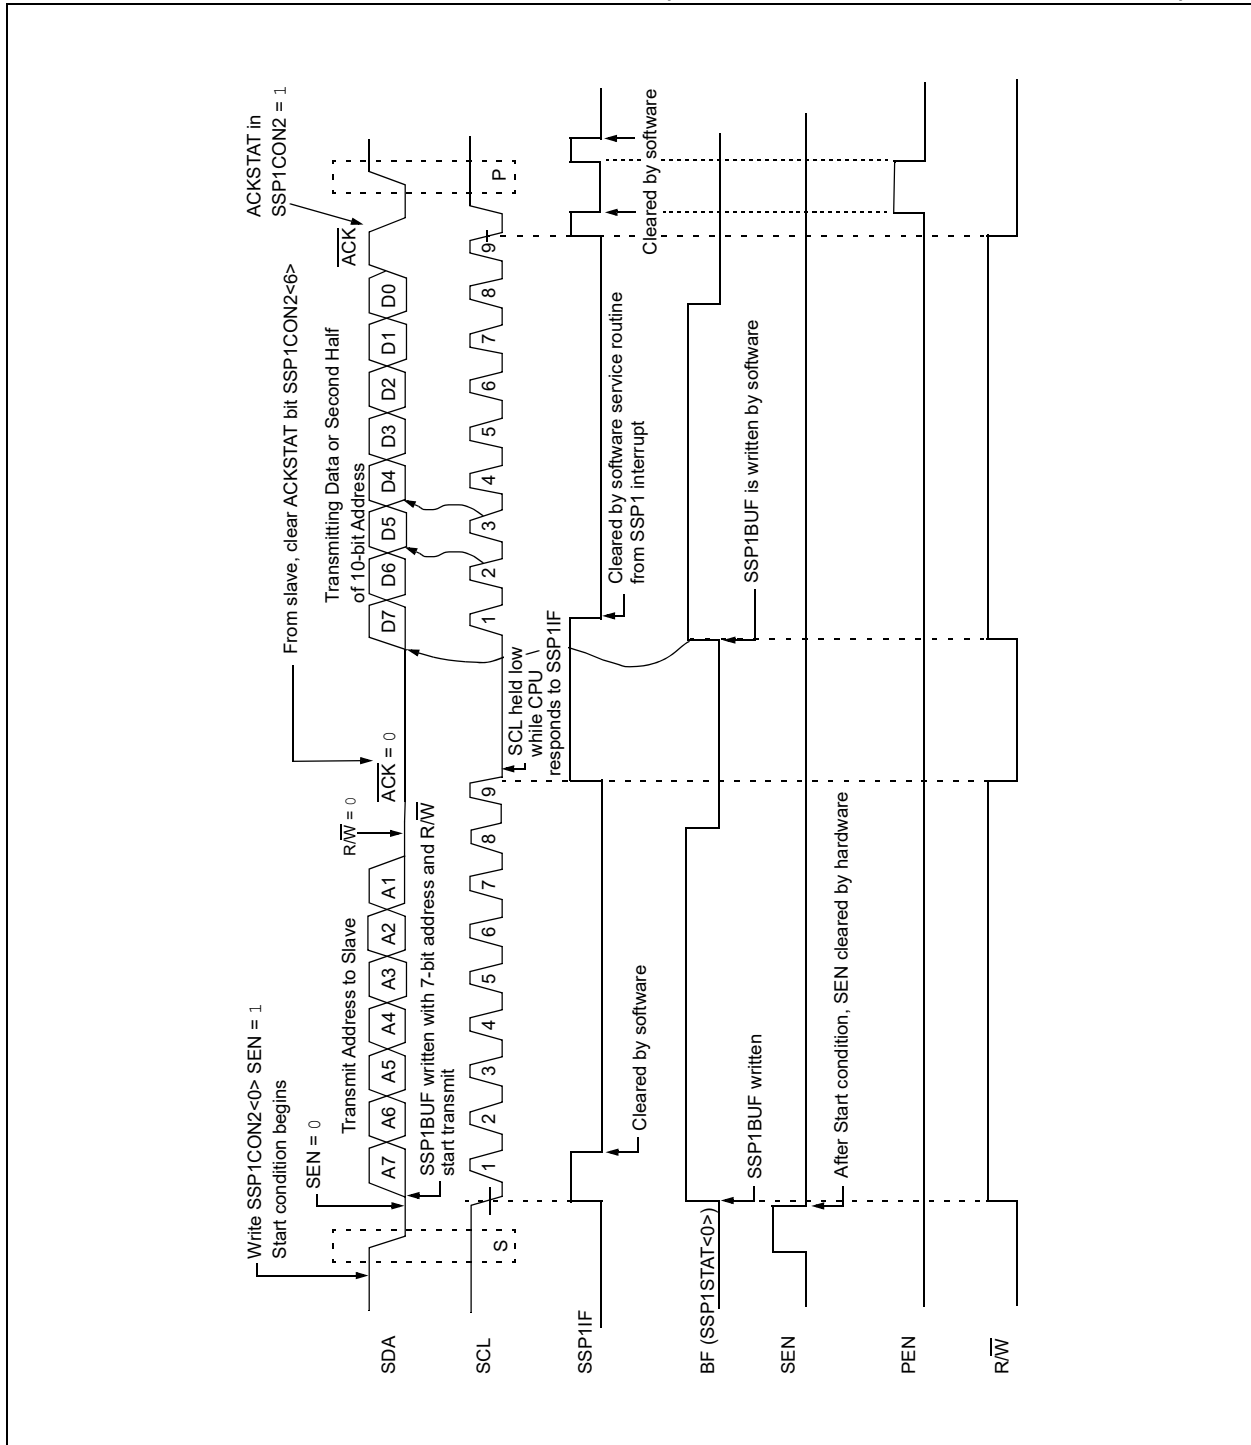 Write SSP1CON2<0> SEN = 1
Start condition begins
SEN = 0
From slave, clear ACKSTAT bit SSP1CON2<6>
ACKSTAT in
SSP1CON2 = 1
Transmit Address to Slave
R/W = 0
ACK = 0
Transmitting Data or Second Half
of 10-bit Address
ACK
SDA
A7 A6 A5 A4 A3 A2 A1
D7 D6 D5 D4 D3 D2 D1 D0
SSP1BUF written with 7-bit address and R/W
start transmit
SCL
S
1 2 3 4 5 6 7 8 9
1 2 3 4 5 6 7 8 9
P
SCL held low
while CPU
responds to SSP1IF
SSP1IF
Cleared by software
Cleared by software service routine
from SSP1 interrupt
Cleared by software
Cleared by software
BF (SSP1STAT<0>)
SSP1BUF written
SSP1BUF is written by software
SEN
After Start condition, SEN cleared by hardware
PEN
R/W